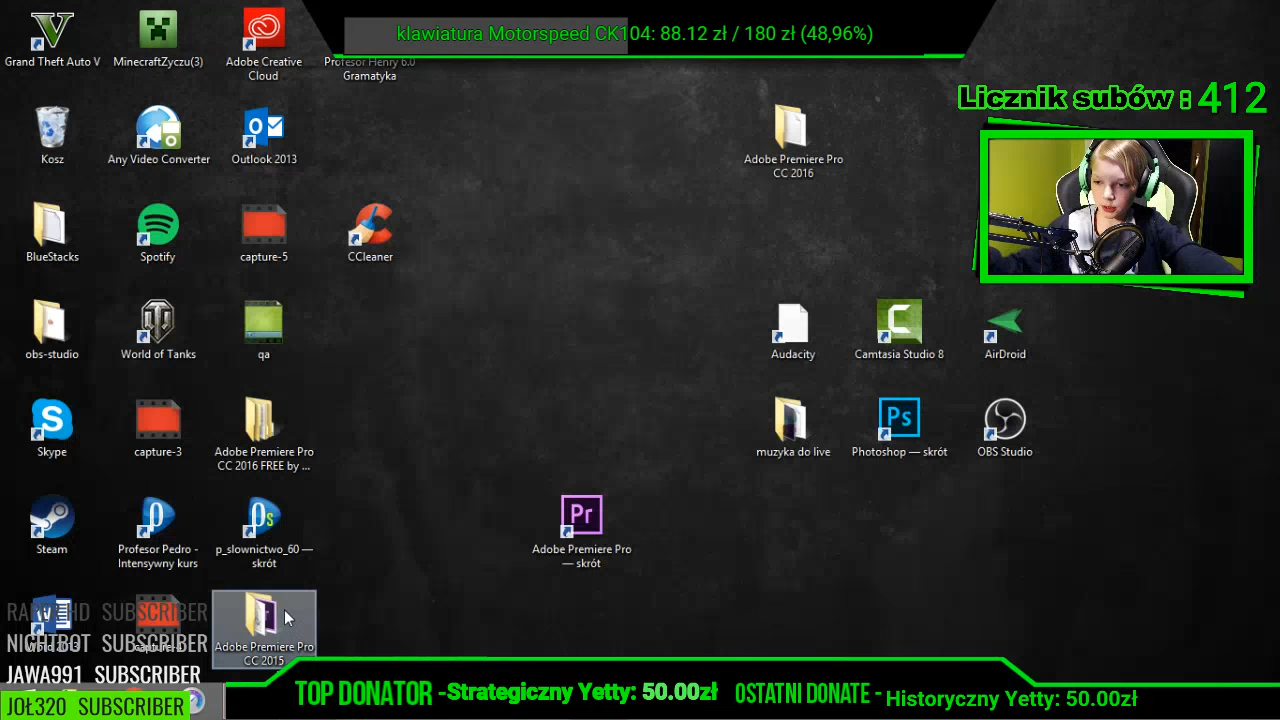 klawiatura Motorspeed CK104: 88.12 zł / 180 zł (48,96%)
Grand Theft Auto V
MinecraftZyczu(3)
Adobe Creative
Cloud
Profesor Henry 6.0
Gramatyka
Licznik subów : 412
Kosz
Any Video Converter
Outlook 2013
Adobe Premiere Pro
CC 2016
BlueStacks
Spotify
capture-5
CCleaner
obs-studio
World of Tanks
qa
Audacity
Camtasia Studio 8
AirDroid
Skype
capture-3
Adobe Premiere Pro
CC 2016 FREE by ...
muzyka do live
Ps
Photoshop — skrót
OBS Studio
Steam
Profesor Pedro -
Intensywny kurs
p_slownictwo_60 —
skrót
Pr
Adobe Premiere Pro
— skrót
Adobe Premiere Pro
CC 2015
SUBSCRIBER
NIGHTBOT SUBSCRIBER
JAWA991 SUBSCRIBER
JOŁ320 SUBSCRIBER
TOP DONATOR -Strategiczny Yetty: 50.00zł
OSTATNI DONATE - Historyczny Yetty: 50.00zł